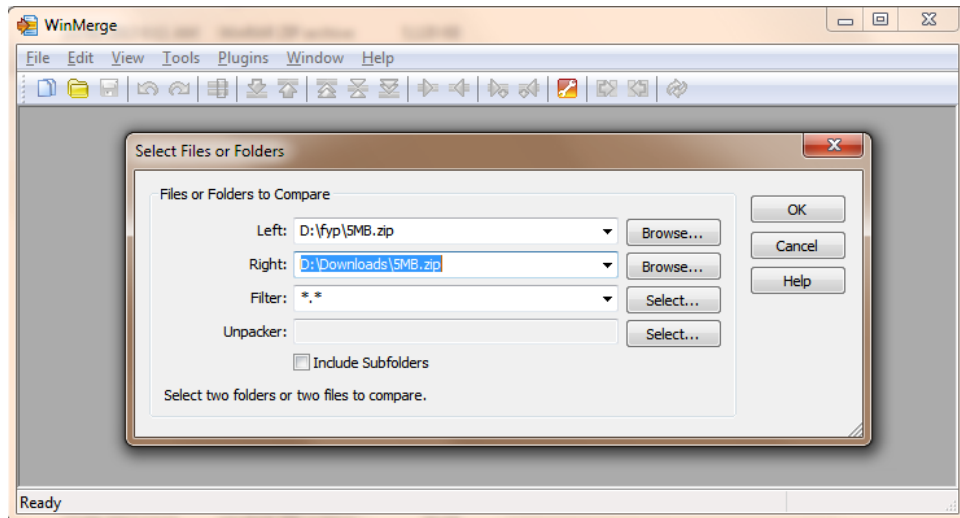 WinMerge
File Edit View Tools Plugins Window Help
Select Files or Folders
Files or Folders to Compare
Left: D:\fyp\5MB.zip Browse...
Right: D:\Downloads\5MB.zip Browse...
Filter: *.* Select...
Unpacker: Select...
Include Subfolders
Select two folders or two files to compare.
OK
Cancel
Help
Ready